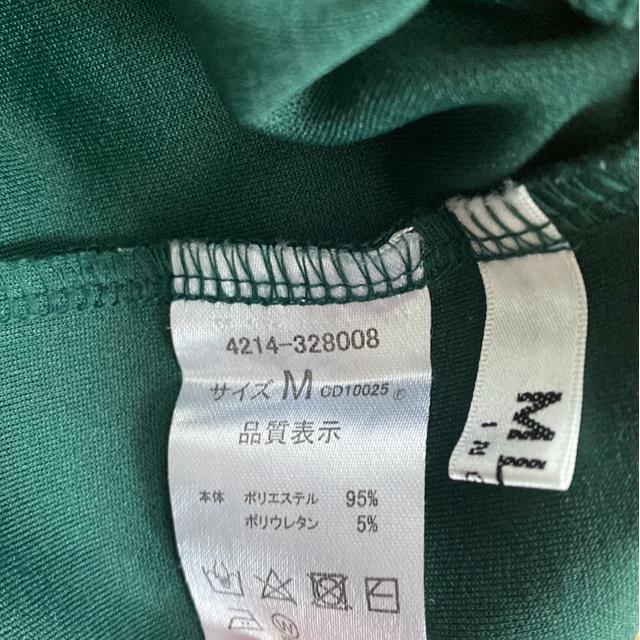 4214-328008
サイズ M CD10025 Ⓟ
品質表示
本体 ポリエステル 95%
ポリウレタン 5%